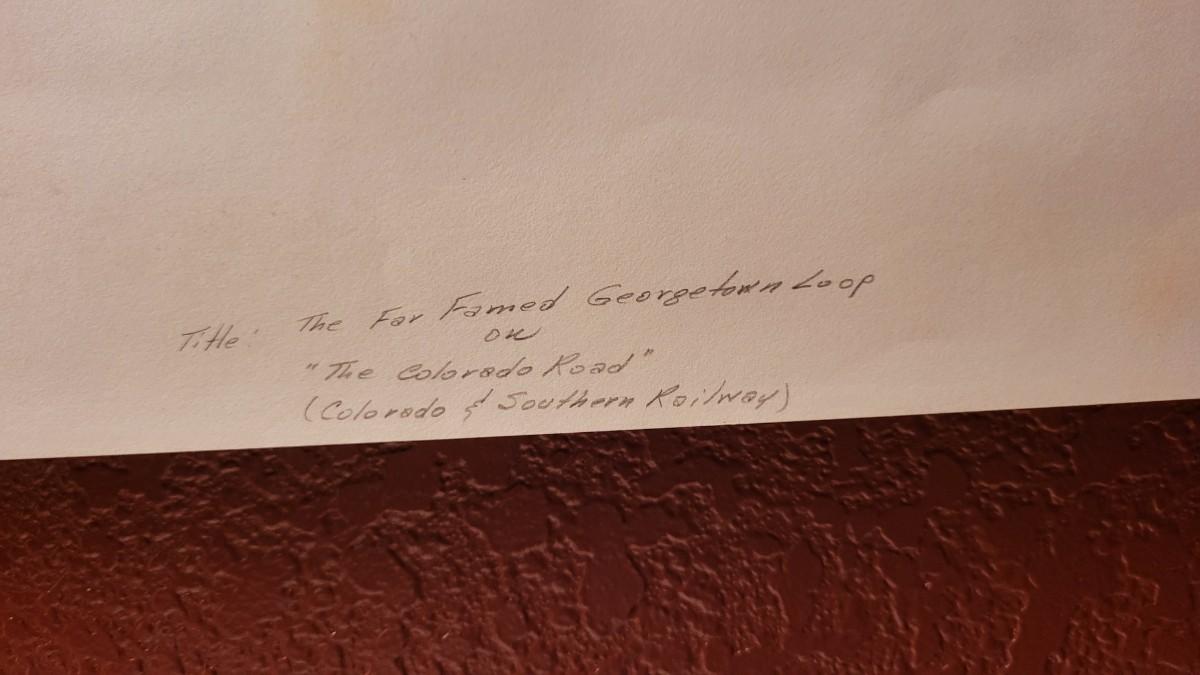 Title: The Far Famed Georgetown Loop
on
"The Colorado Road"
(Colorado & Southern Railway)